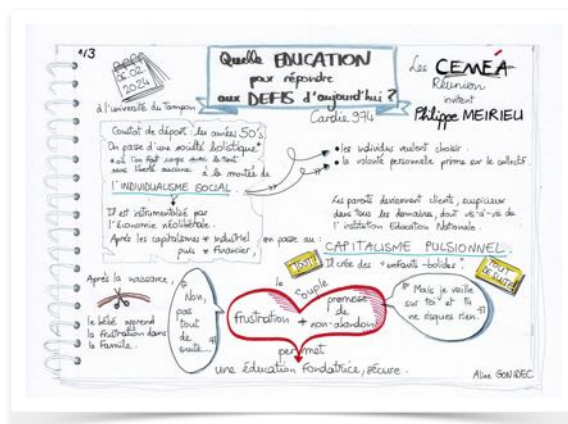 1/3
06.02.
2024
à l'université du Tampon
Quelle EDUCATION
pour répondre
aux DEFIS d'aujourd'hui ?
Cardie 974
Les CEMÉA
Réunion
invitent
Philippe MEIRIEU
Constat de départ : les années 50's
On passe d'une société holistique*
* où l'on fait corps avec le tout
sans liberté aucune à la montée de
l'INDIVIDUALISME SOCIAL
Il est instrumentalisé par
l'économie néolibérale.
Après les capitalismes * industriel
puis * financier,
on passe au :
• les individus veulent choisir.
• la volonté personnelle prime sur le collectif.
Les parents deviennent clients, suspicieux
dans tous les domaines, dont vis-à-vis de
l'institution Education Nationale.
CAPITALISME PULSIONNEL.
Il crée des "enfants-bolides".
TOUT
TOUT
DE SUITE
Après la naissance,
le bébé apprend
la frustration dans
la famille.
"Non,
pas
tout
de
suite..."
le couple
frustration + promesse
de
non-abandon
"Mais je veille
sur toi et tu
ne risques rien."
permet
une éducation fondatrice, sécure.
Aline GONIDEC